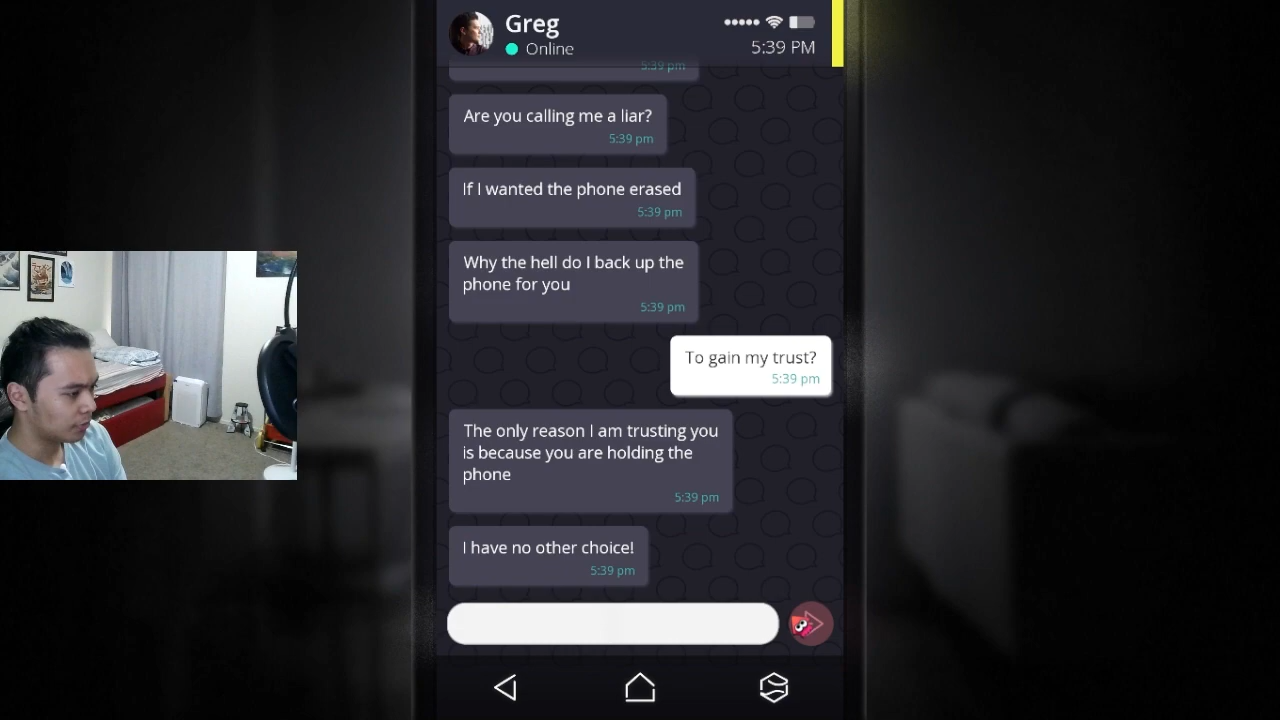 Greg
Online
5:39 PM
5:39 pm
Are you calling me a liar?
5:39 pm
If I wanted the phone erased
5:39 pm
Why the hell do I back up the
phone for you
5:39 pm
To gain my trust?
5:39 pm
The only reason I am trusting you
is because you are holding the
phone
5:39 pm
I have no other choice!
5:39 pm